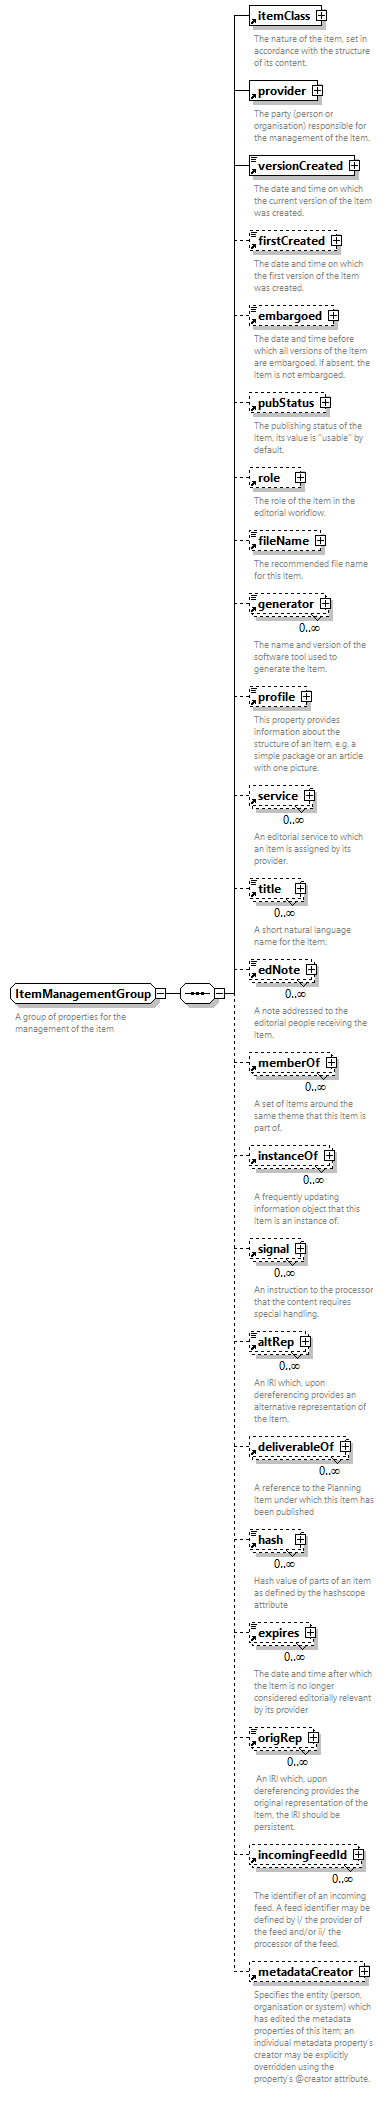 itemClass
The nature of the item, set in
accordance with the structure
of its content.
provider
The party (person or
organisation) responsible for
the management of the Item.
versionCreated
The date and time on which
the current version of the Item
was created.
firstCreated
The date and time on which
the first version of the Item
was created.
embargoed
The date and time before
which all versions of the Item
are embargoed. If absent, the
Item is not embargoed.
pubStatus
The publishing status of the
Item, its value is "usable" by
default.
role
The role of the Item in the
editorial workflow.
fileName
The recommended file name
for this Item.
generator
0..∞
The name and version of the
software tool used to
generate the Item.
profile
This property provides
information about the
structure of an Item, e.g. a
simple package or an article
with one picture.
service
0..∞
An editorial service to which
an item is assigned by its
provider.
title
0..∞
A short natural language
name for the Item.
edNote
0..∞
A note addressed to the
editorial people receiving the
Item.
ItemManagementGroup
A group of properties for the
management of the item
memberOf
0..∞
A set of Items around the
same theme that this Item is
part of.
instanceOf
0..∞
A frequently updating
information object that this
Item is an instance of.
signal
0..∞
An instruction to the processor
that the content requires
special handling.
altRep
0..∞
An IRI which, upon
dereferencing provides an
alternative representation of
the Item.
deliverableOf
0..∞
A reference to the Planning
Item under which this item has
been published
hash
0..∞
Hash value of parts of an item
as defined by the hashscope
attribute
expires
0..∞
The date and time after which
the Item is no longer
considered editorially relevant
by its provider
origRep
0..∞
An IRI which, upon
dereferencing provides the
original representation of the
Item, the IRI should be
persistent.
incomingFeedId
0..∞
The identifier of an incoming
feed. A feed identifier may be
defined by i/ the provider of
the feed and/or ii/ the
processor of the feed.
metadataCreator
Specifies the entity (person,
organisation or system) which
has edited the metadata
properties of this Item; an
individual metadata property's
creator may be explicitly
overridden using the
property's @creator attribute.